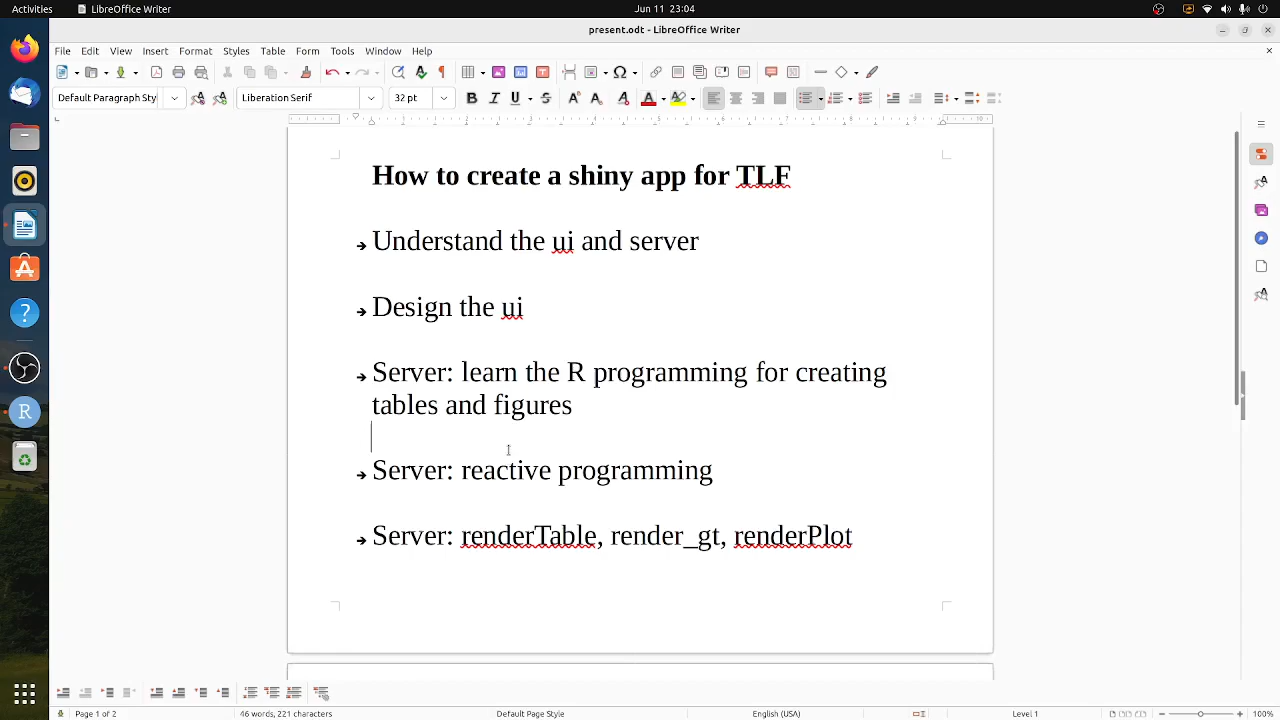 Activities
LibreOffice Writer
Jun 11 23:04
present.odt - LibreOffice Writer
File Edit View Insert Format Styles Table Form Tools Window Help
Default Paragraph Sty
Liberation Serif
32 pt
How to create a shiny app for TLF
Understand the ui and server
Design the ui
Server: learn the R programming for creating
tables and figures
Server: reactive programming
Server: renderTable, render_gt, renderPlot
Page 1 of 2
46 words, 221 characters
Default Page Style
English (USA)
Level 1
100%